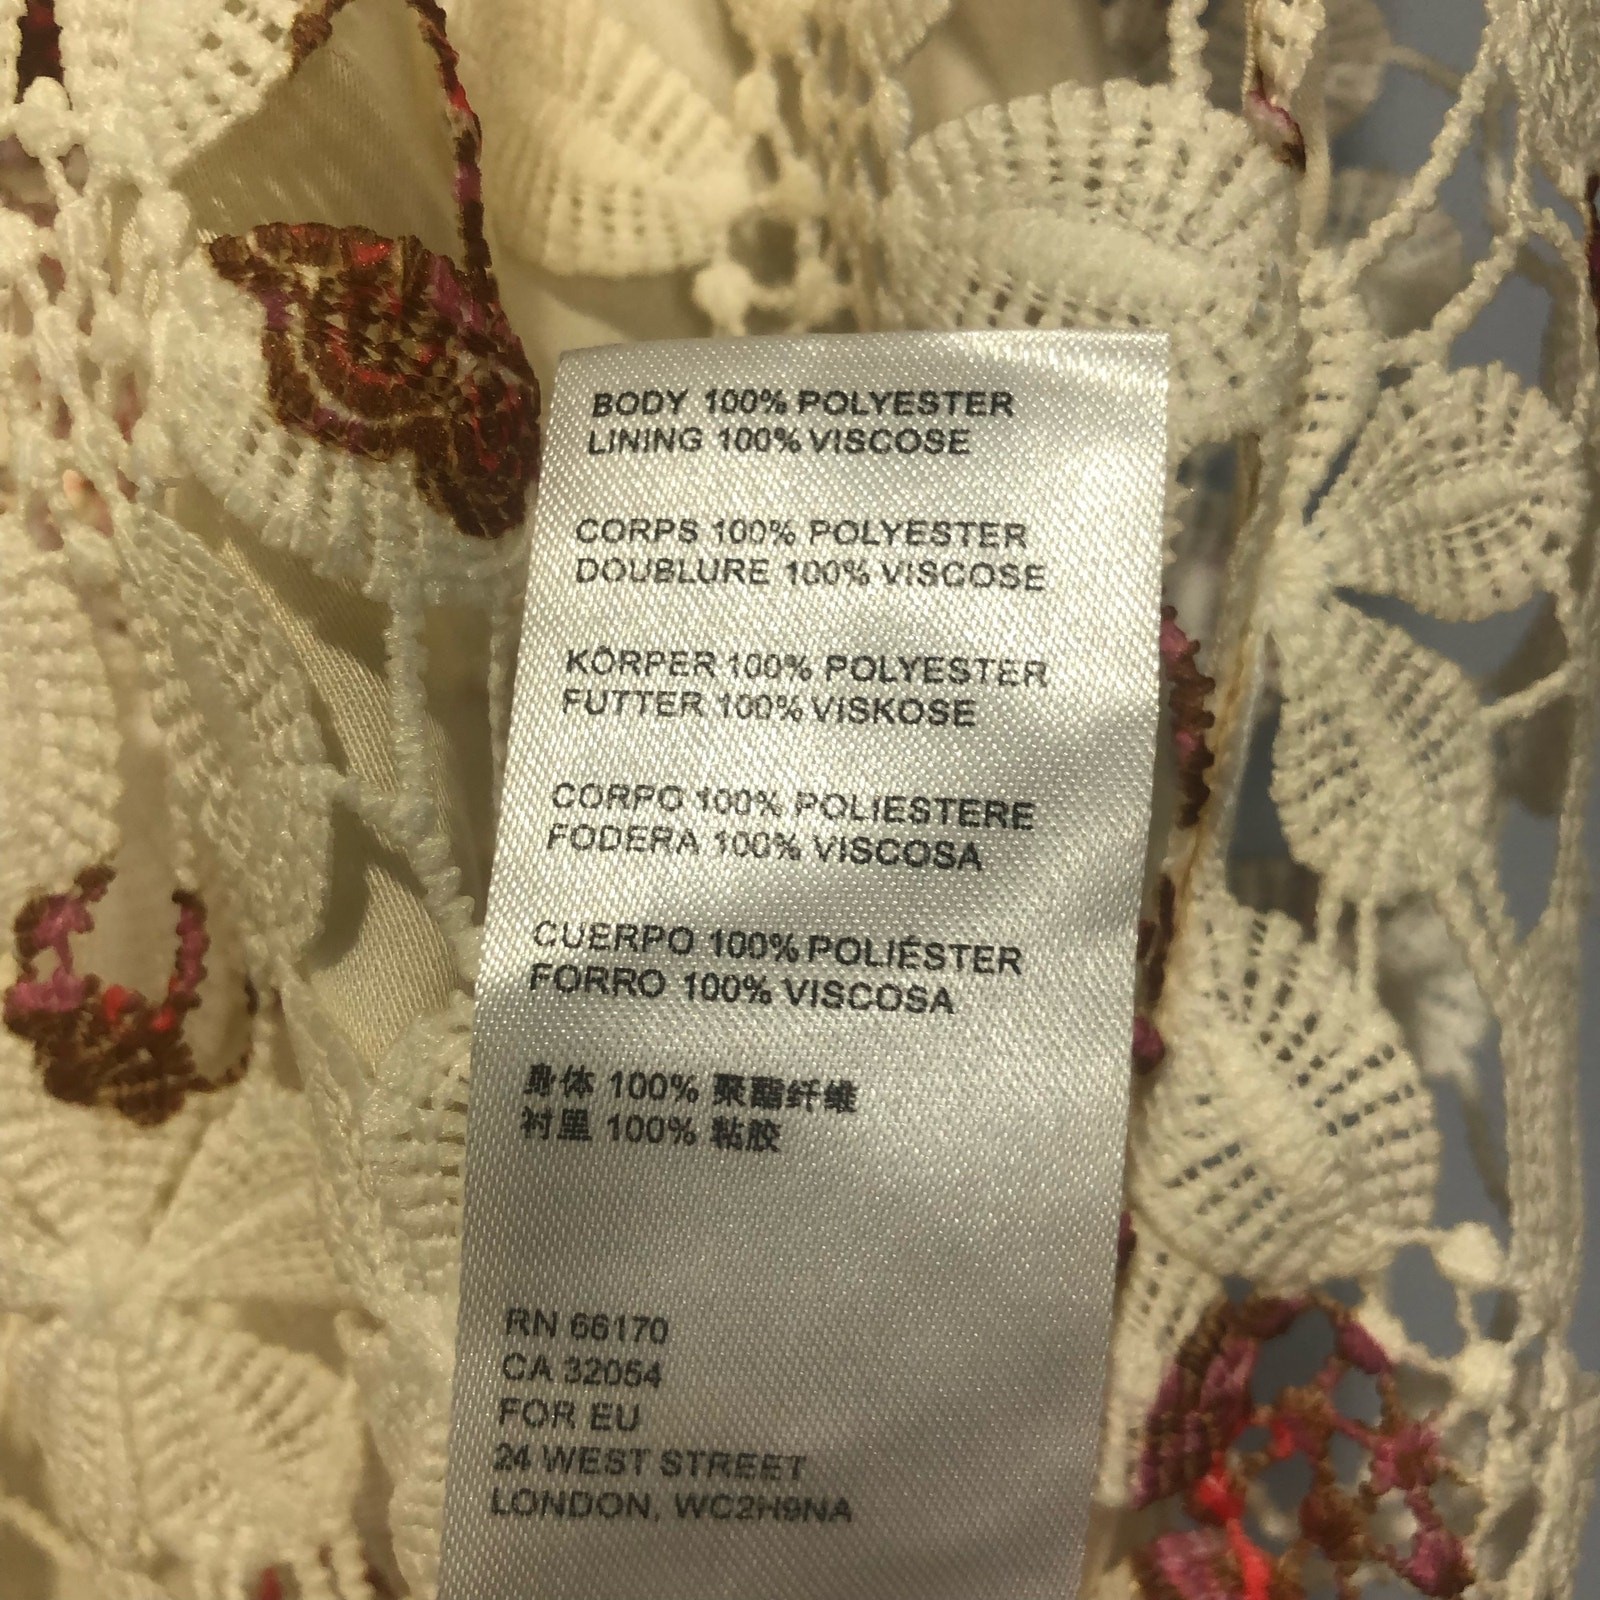 BODY 100% POLYESTER
LINING 100% VISCOSE
CORPS 100% POLYESTER
DOUBLURE 100% VISCOSE
KÖRPER 100% POLYESTER
FUTTER 100% VISKOSE
CORPO 100% POLIESTERE
FODERA 100% VISCOSA
CUERPO 100% POLIÉSTER
FORRO 100% VISCOSA
身体 100% 聚酯纤维
衬里 100% 粘胶
RN 66170
CA 32054
FOR EU
24 WEST STREET
LONDON, WC2H9NA